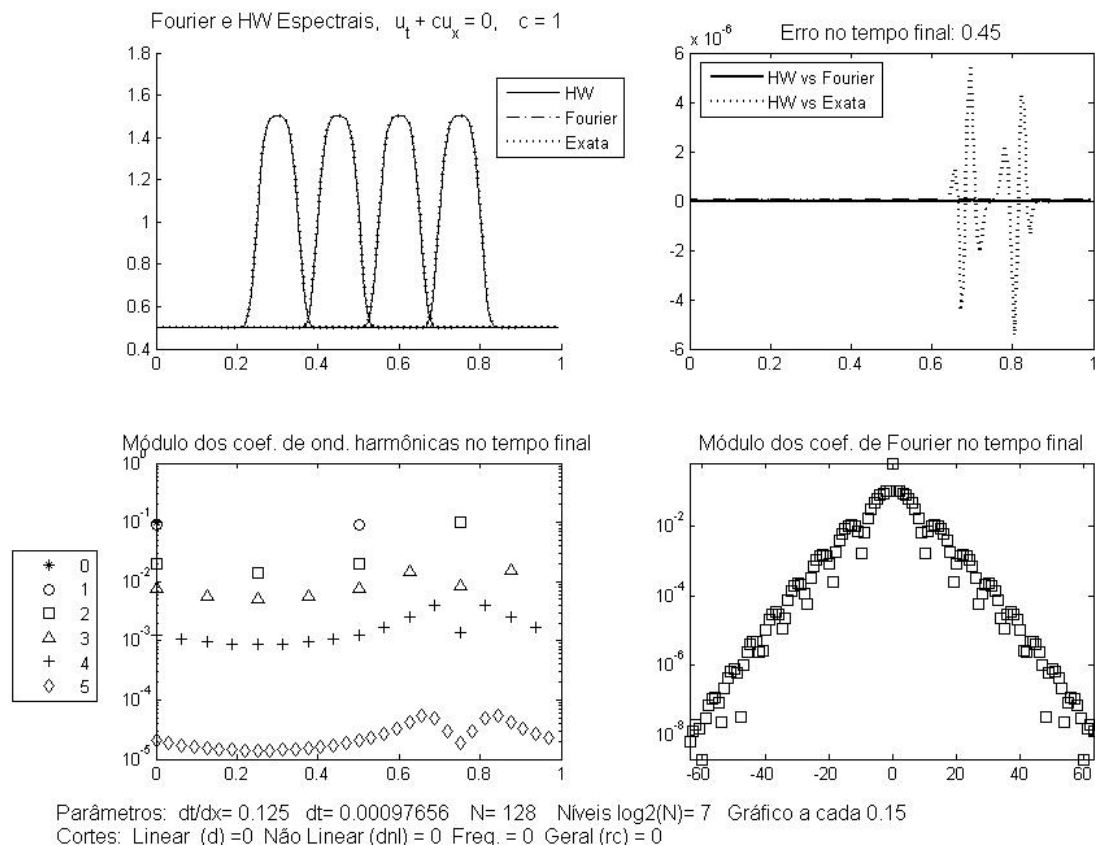 Fourier e HW Espectrais, u_t + cu_x = 0, c = 1
1.8
1.6
1.4
1.2
1
0.8
0.6
0.4
0 0.2 0.4 0.6 0.8 1
HW
Fourier
Exata
Erro no tempo final: 0.45
x 10^-6
6
4
2
0
-2
-4
-6
0 0.2 0.4 0.6 0.8 1
HW vs Fourier
HW vs Exata
Módulo dos coef. de ond. harmônicas no tempo final
10^0
10^-1
10^-2
10^-3
10^-4
10^-5
0 0.2 0.4 0.6 0.8 1
0
1
2
3
4
5
Módulo dos coef. de Fourier no tempo final
10^-2
10^-4
10^-6
10^-8
-60 -40 -20 0 20 40 60
Parâmetros: dt/dx= 0.125 dt= 0.00097656 N= 128 Níveis log2(N)= 7 Gráfico a cada 0.15
Cortes: Linear (d) =0 Não Linear (dnl) = 0 Freq. = 0 Geral (rc) = 0